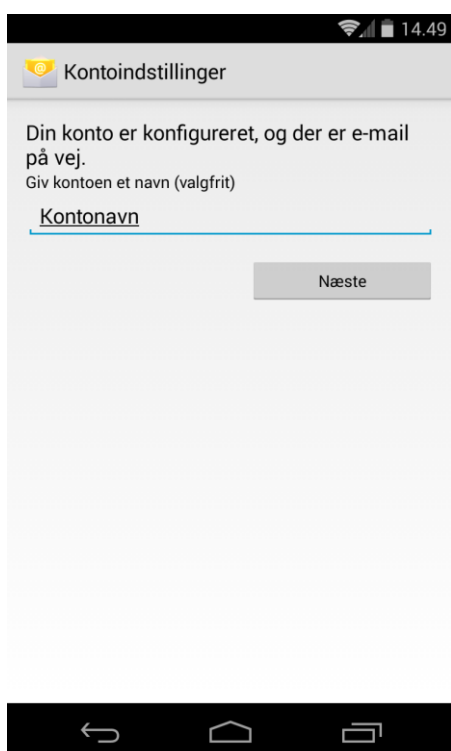 14.49
Kontoindstillinger
Din konto er konfigureret, og der er e-mail
på vej.
Giv kontoen et navn (valgfrit)
Kontonavn
Næste